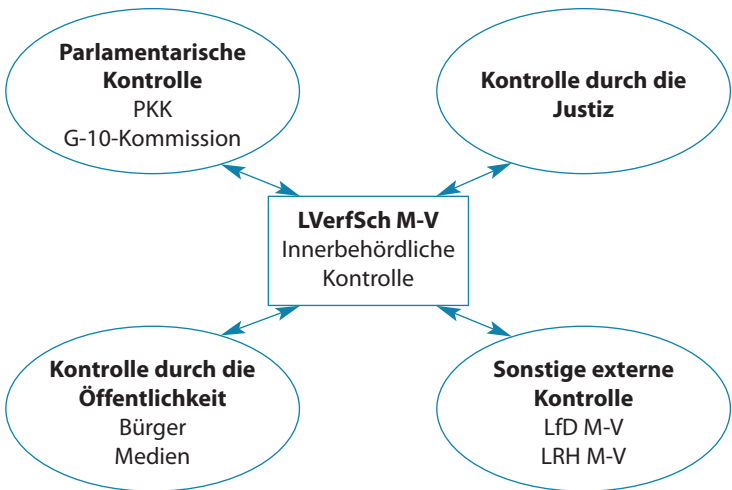 Parlamentarische
Kontrolle
PKK
G-10-Kommission
Kontrolle durch die
Justiz
LVerfSch M-V
Innerbehördliche
Kontrolle
Kontrolle durch die
Öffentlichkeit
Bürger
Medien
Sonstige externe
Kontrolle
LfD M-V
LRH M-V